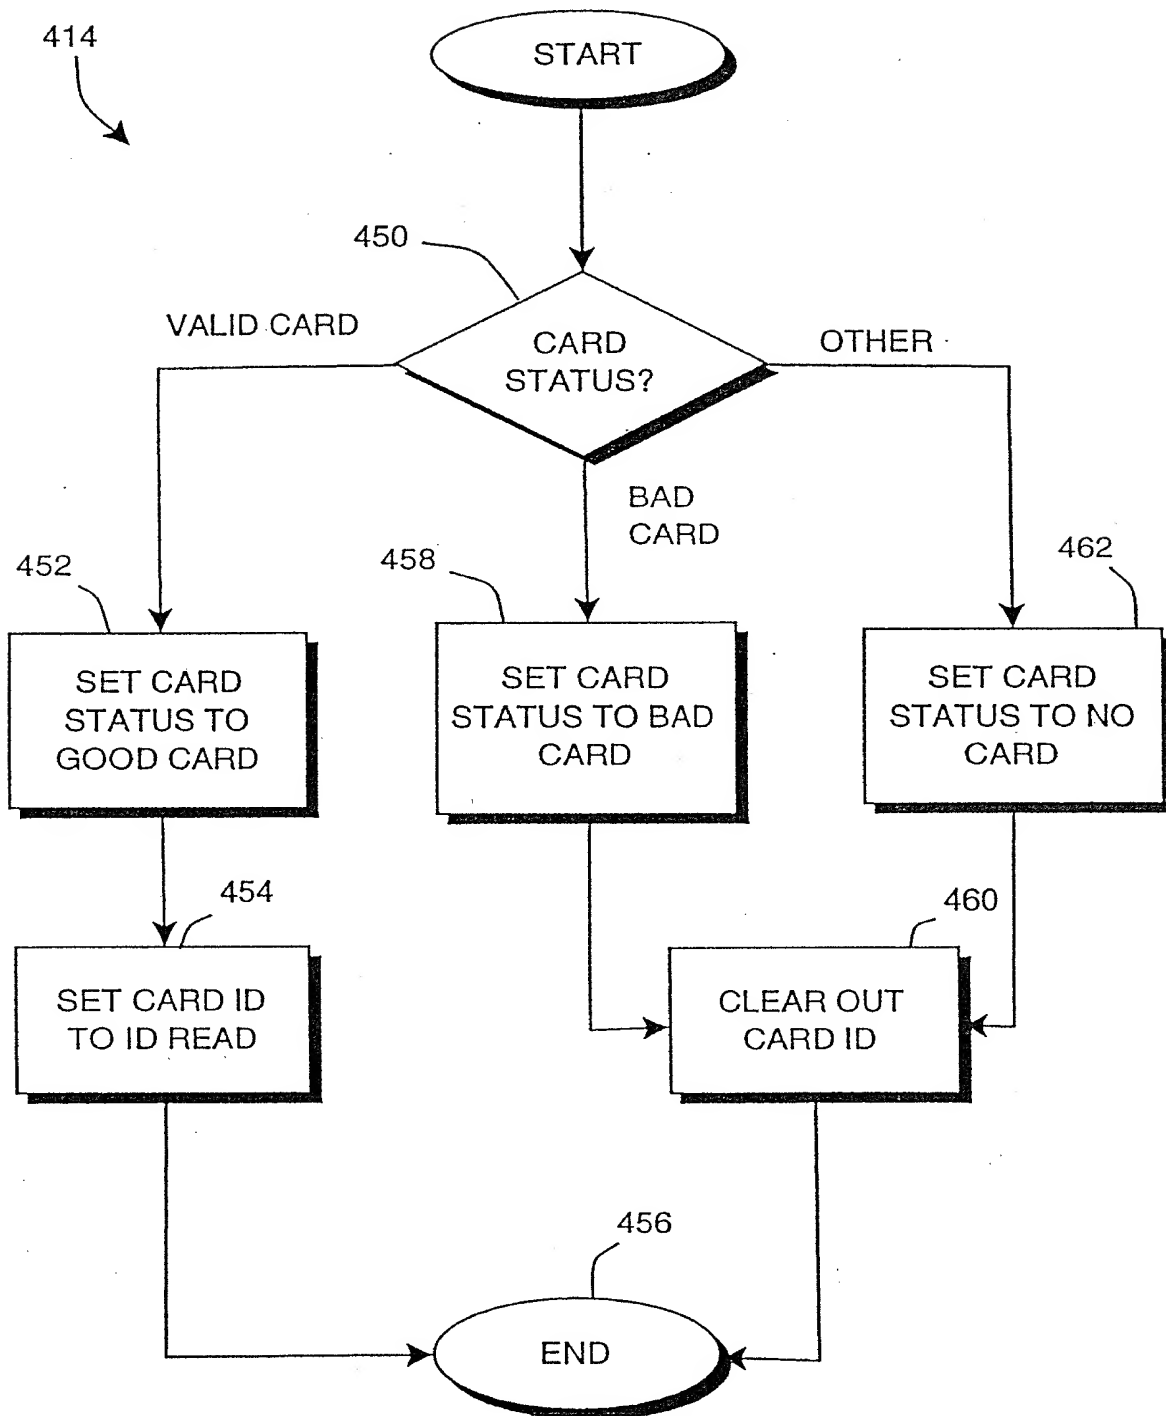 414
START
450
VALID CARD
CARD
STATUS?
OTHER
BAD
CARD
452
458
462
SET CARD
STATUS TO
GOOD CARD
SET CARD
STATUS TO BAD
CARD
SET CARD
STATUS TO NO
CARD
454
460
SET CARD ID
TO ID READ
CLEAR OUT
CARD ID
456
END